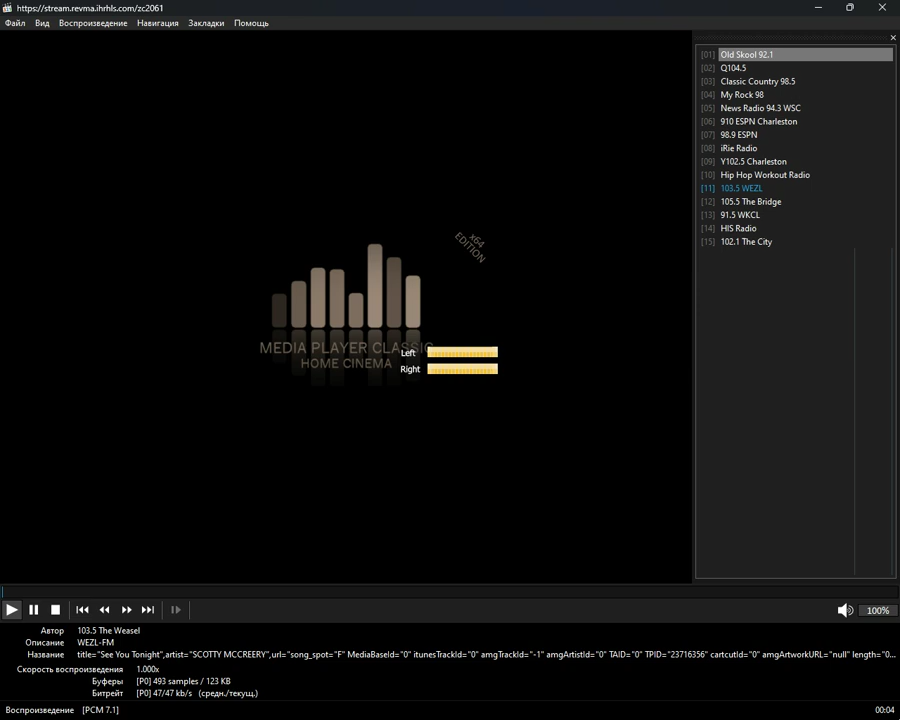 https://stream.revma.ihrhls.com/zc2061
Файл Вид Воспроизведение Навигация Закладки Помощь
[01] Old Skool 92.1
[02] Q104.5
[03] Classic Country 98.5
[04] My Rock 98
[05] News Radio 94.3 WSC
[06] 910 ESPN Charleston
[07] 98.9 ESPN
[08] iRie Radio
[09] Y102.5 Charleston
[10] Hip Hop Workout Radio
[11] 103.5 WEZL
[12] 105.5 The Bridge
[13] 91.5 WKCL
[14] HIS Radio
[15] 102.1 The City
x64
EDITION
MEDIA PLAYER CLASSIC
HOME CINEMA
Left
Right
100%
Автор 103.5 The Weasel
Описание WEZL-FM
Название title="See You Tonight",artist="SCOTTY MCCREERY",url="song_spot="F" MediaBaseId="0" itunesTrackId="0" amgTrackId="-1" amgArtistId="0" TAID="0" TPID="23716356" cartcutId="0" amgArtworkURL="null" length="0...
Скорость воспроизведения 1.000x
Буферы [P0] 493 samples / 123 KB
Битрейт [P0] 47/47 kb/s (средн./текущ.)
Воспроизведение [PCM 7.1] 00:04